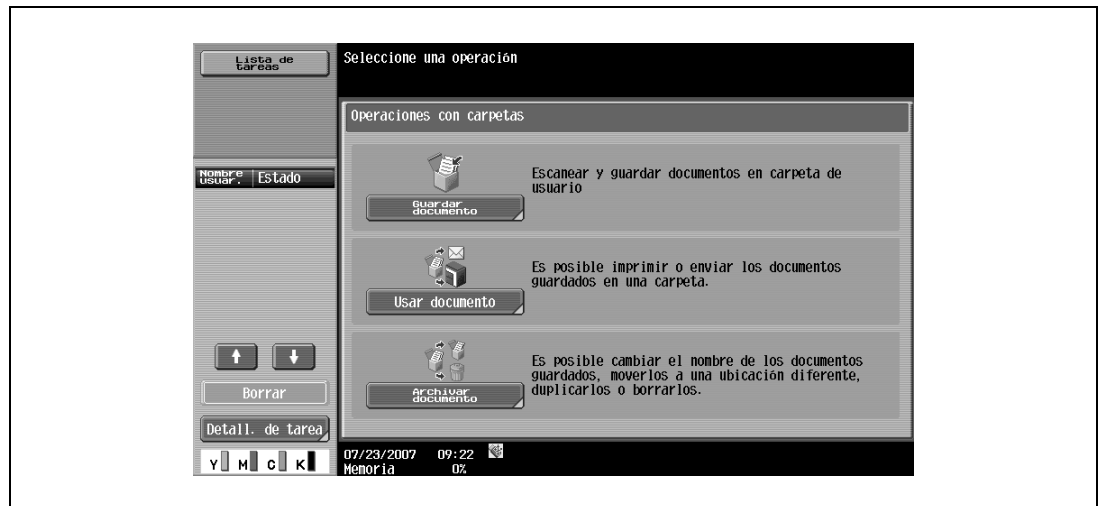 Lista de
tareas
Seleccione una operación
Operaciones con carpetas
Nombre
usuar.
Estado
Escanear y guardar documentos en carpeta de
usuario
Guardar
documento
Es posible imprimir o enviar los documentos
guardados en una carpeta.
Usar documento
Es posible cambiar el nombre de los documentos
guardados, moverlos a una ubicación diferente,
duplicarlos o borrarlos.
Archivar
documento
Borrar
Detall. de tarea
Y M C K
07/23/2007 09:22
Memoria 0%